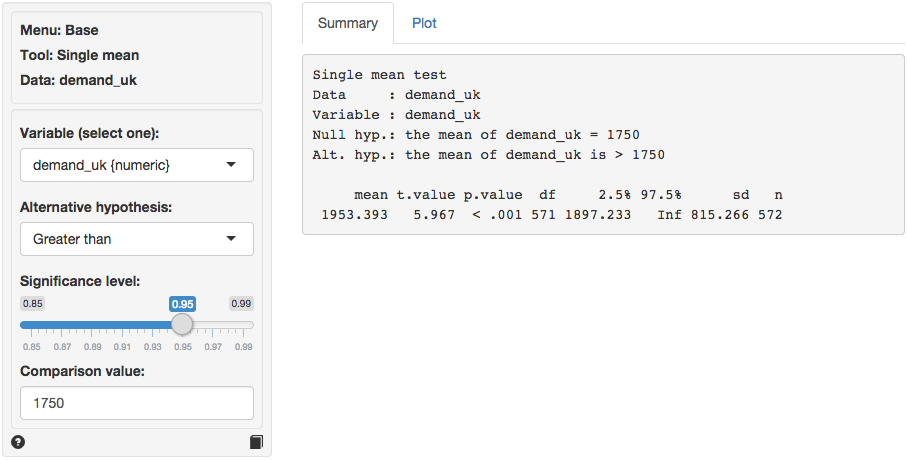 Menu: Base
Tool: Single mean
Data: demand_uk
Variable (select one):
demand_uk {numeric}
Alternative hypothesis:
Greater than
Significance level:
0.85 0.95 0.99
0.85 0.87 0.89 0.91 0.93 0.95 0.97 0.99
Comparison value:
1750
?
Summary Plot
Single mean test
Data     : demand_uk
Variable : demand_uk
Null hyp.: the mean of demand_uk = 1750
Alt. hyp.: the mean of demand_uk is > 1750
mean t.value p.value  df     2.5% 97.5%      sd   n
1953.393   5.967  < .001 571 1897.233   Inf 815.266 572